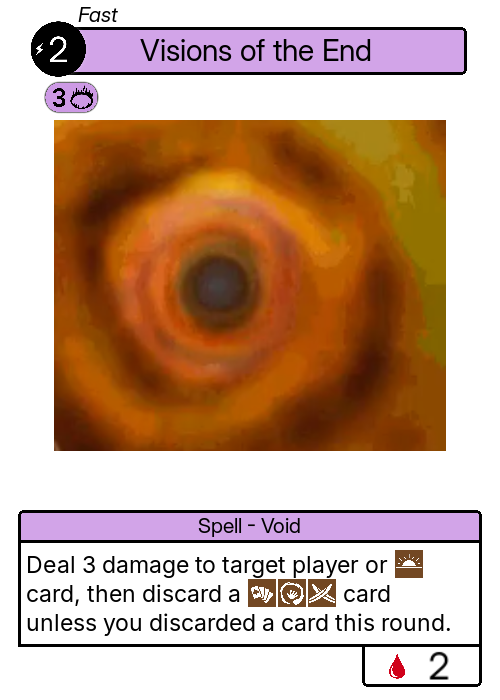 Fast
2
Visions of the End
3
Spell - Void
Deal 3 damage to target player or
card, then discard a card
unless you discarded a card this round.
2